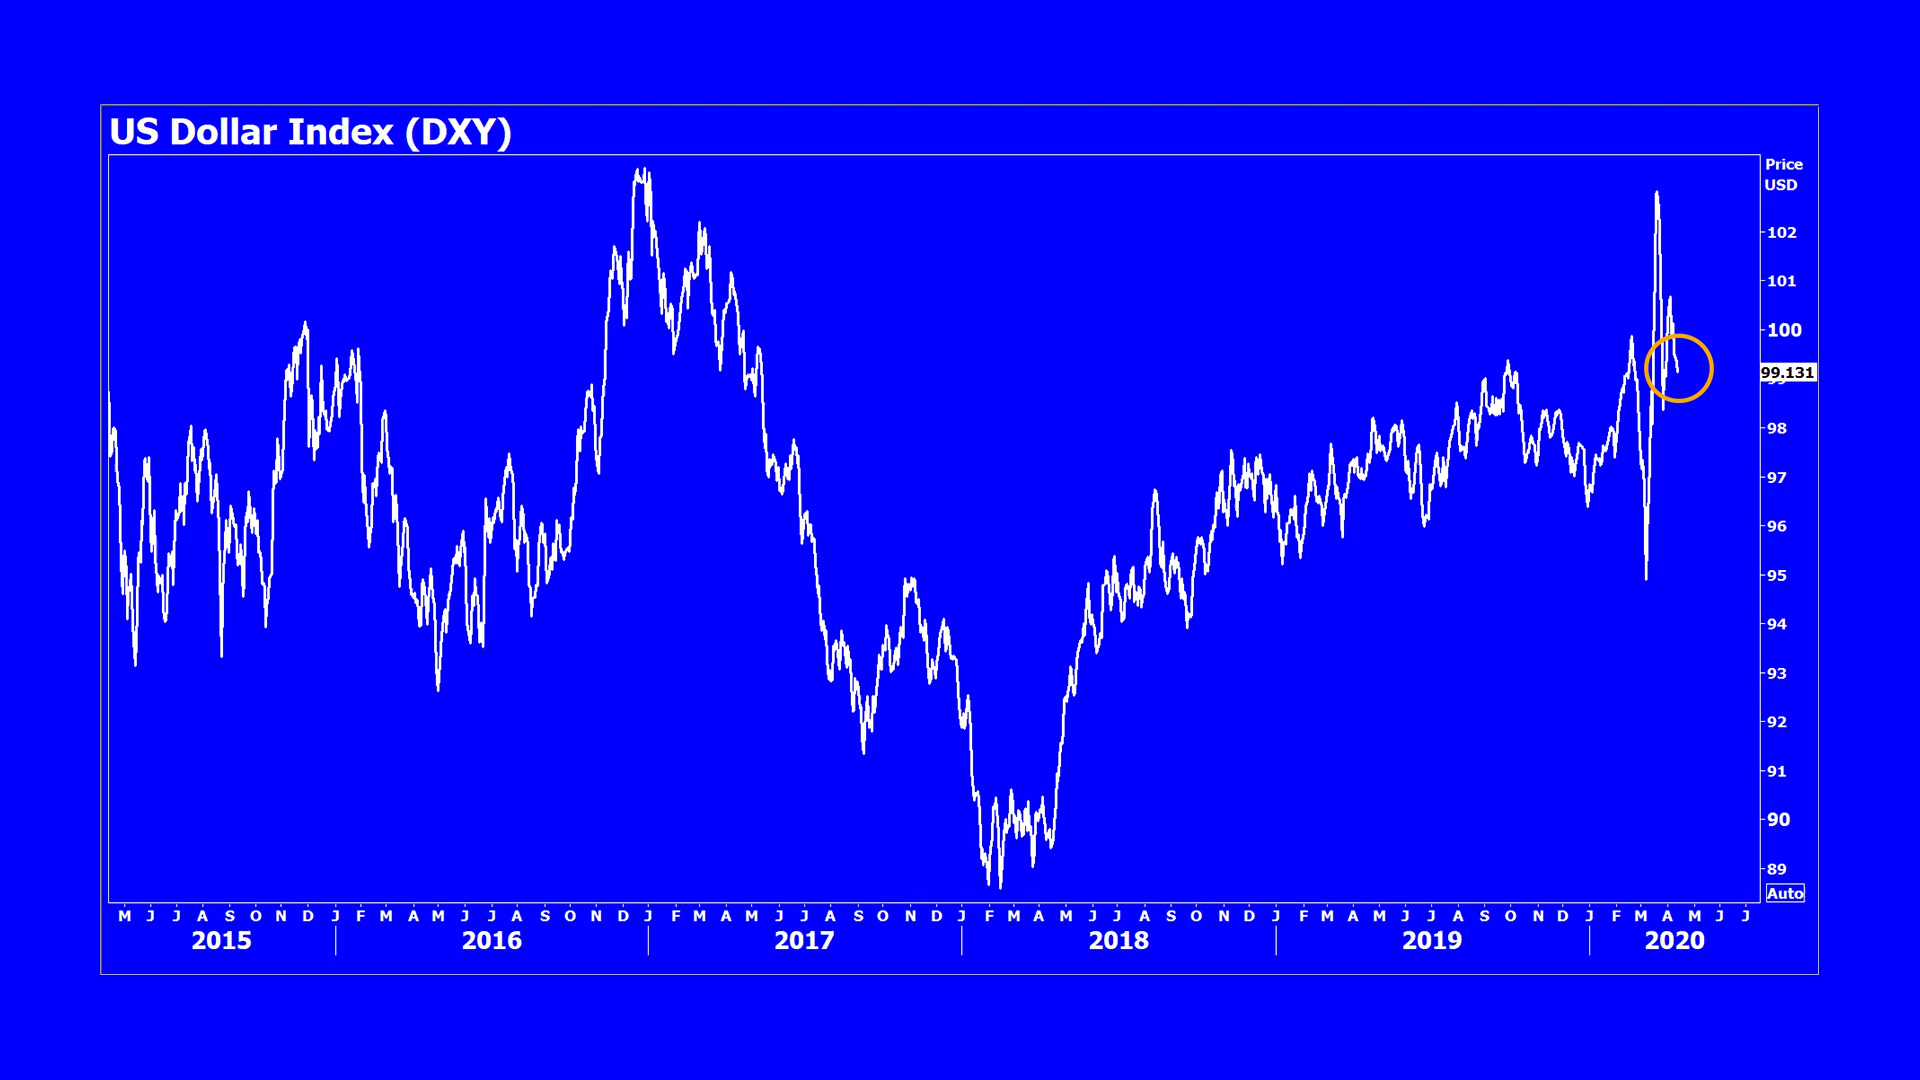 US Dollar Index (DXY)
Price
USD
102
101
100
99.131
98
97
96
95
94
93
92
91
90
89
Auto
M J J A S O N D J F M A M J J A S O N D J F M A M J J A S O N D J F M A M J J A S O N D J F M A M J J A S O N D J F M A M J J
2015 2016 2017 2018 2019 2020